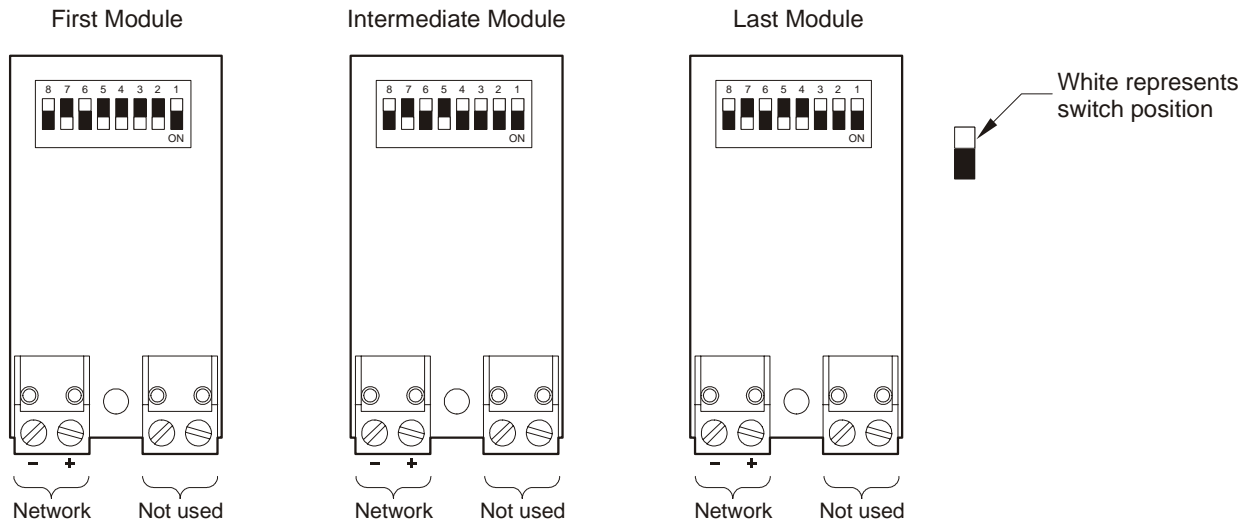 First Module
Intermediate Module
Last Module
8 7 6 5 4 3 2 1
ON
8 7 6 5 4 3 2 1
ON
8 7 6 5 4 3 2 1
ON
White represents
switch position
- +
- +
- +
Network
Not used
Network
Not used
Network
Not used